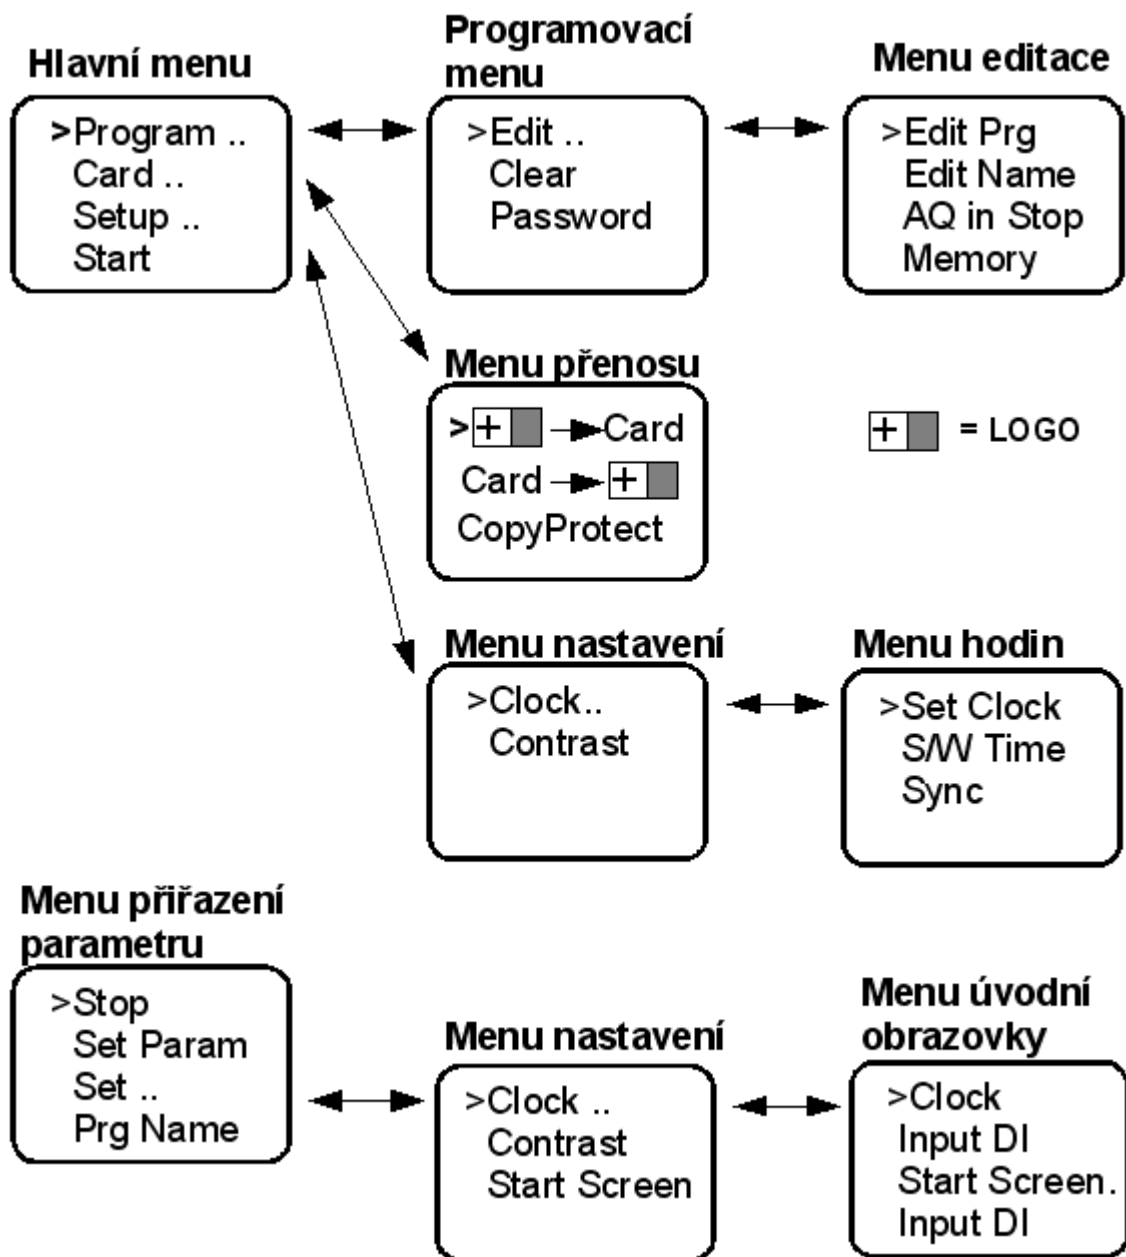 Hlavní menu
>Program ..
Card ..
Setup ..
Start
Programovací
menu
>Edit ..
Clear
Password
Menu editace
>Edit Prg
Edit Name
AQ in Stop
Memory
Menu přenosu
>+ → Card
Card → +
CopyProtect
+ = LOGO
Menu nastavení
>Clock..
Contrast
Menu hodin
>Set Clock
S/W Time
Sync
Menu přiřazení
parametru
>Stop
Set Param
Set ..
Prg Name
Menu nastavení
>Clock ..
Contrast
Start Screen
Menu úvodní
obrazovky
>Clock
Input DI
Start Screen.
Input DI